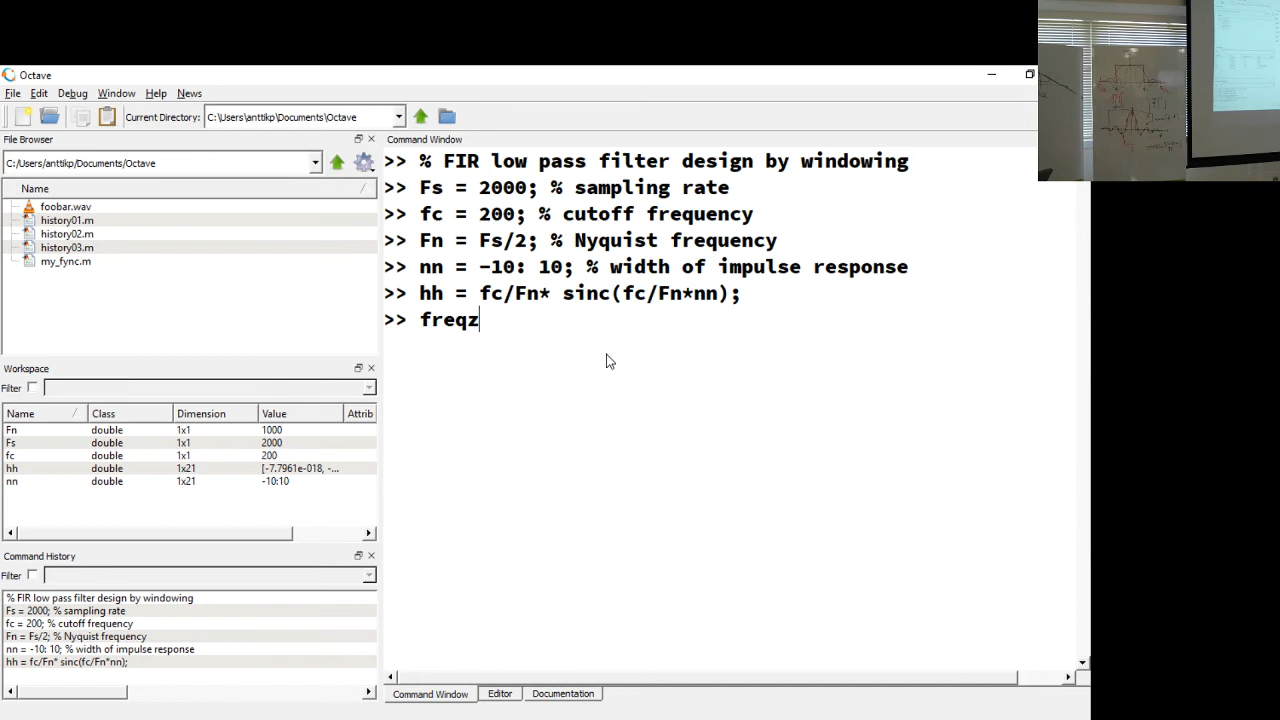 Octave
File Edit Debug Window Help News
Current Directory: C:\Users\anttikp\Documents\Octave
File Browser
C:/Users/anttikp/Documents/Octave
Name
foobar.wav
history01.m
history02.m
history03.m
my_fync.m
Workspace
Filter
Name Class Dimension Value Attrib
Fn double 1x1 1000
Fs double 1x1 2000
fc double 1x1 200
hh double 1x21 [-7.7961e-018, -...
nn double 1x21 -10:10
Command History
Filter
% FIR low pass filter design by windowing
Fs = 2000; % sampling rate
fc = 200; % cutoff frequency
Fn = Fs/2; % Nyquist frequency
nn = -10: 10; % width of impulse response
hh = fc/Fn* sinc(fc/Fn*nn);
Command Window
>> % FIR low pass filter design by windowing
>> Fs = 2000; % sampling rate
>> fc = 200; % cutoff frequency
>> Fn = Fs/2; % Nyquist frequency
>> nn = -10: 10; % width of impulse response
>> hh = fc/Fn* sinc(fc/Fn*nn);
>> freqz
Command Window Editor Documentation